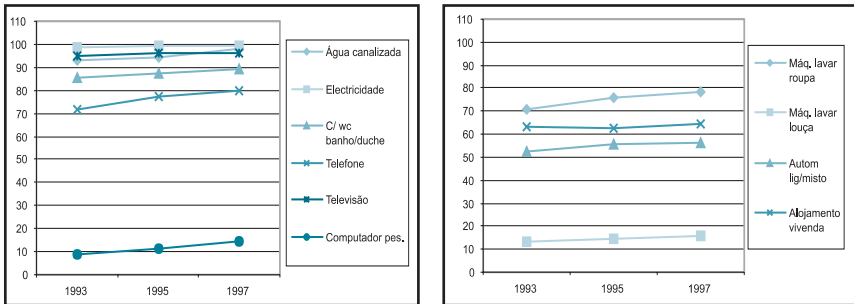 110
100
90
80
70
60
50
40
30
20
10
0
1993 1995 1997
Água canalizada
Electricidade
C/ wc
banho/duche
Telefone
Televisão
Computador pes.
110
100
90
80
70
60
50
40
30
20
10
0
1993 1995 1997
Máq. lavar
roupa
Máq. lavar
louça
Autom
lig/misto
Alojamento
vivenda